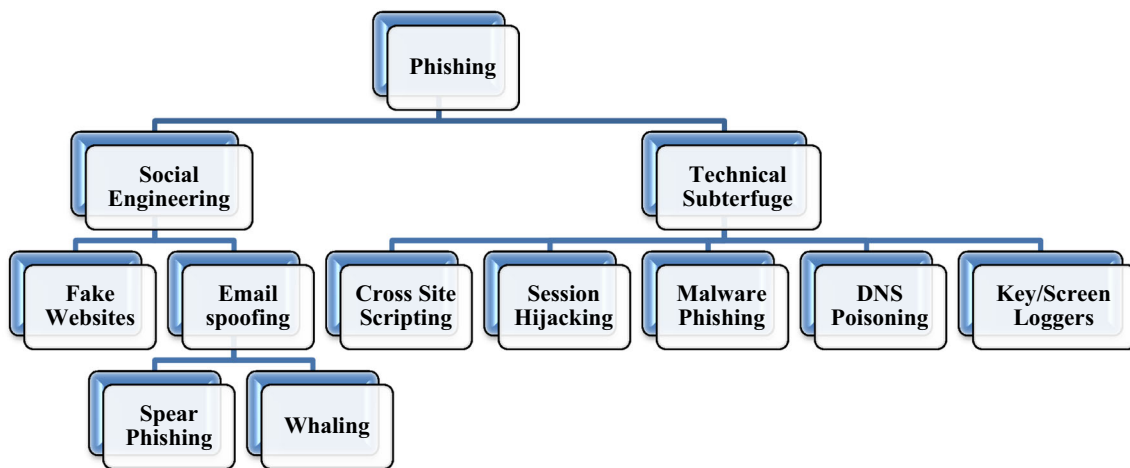 Phishing
Social
Engineering
Technical
Subterfuge
Fake
Websites
Email
spoofing
Cross Site
Scripting
Session
Hijacking
Malware
Phishing
DNS
Poisoning
Key/Screen
Loggers
Spear
Phishing
Whaling